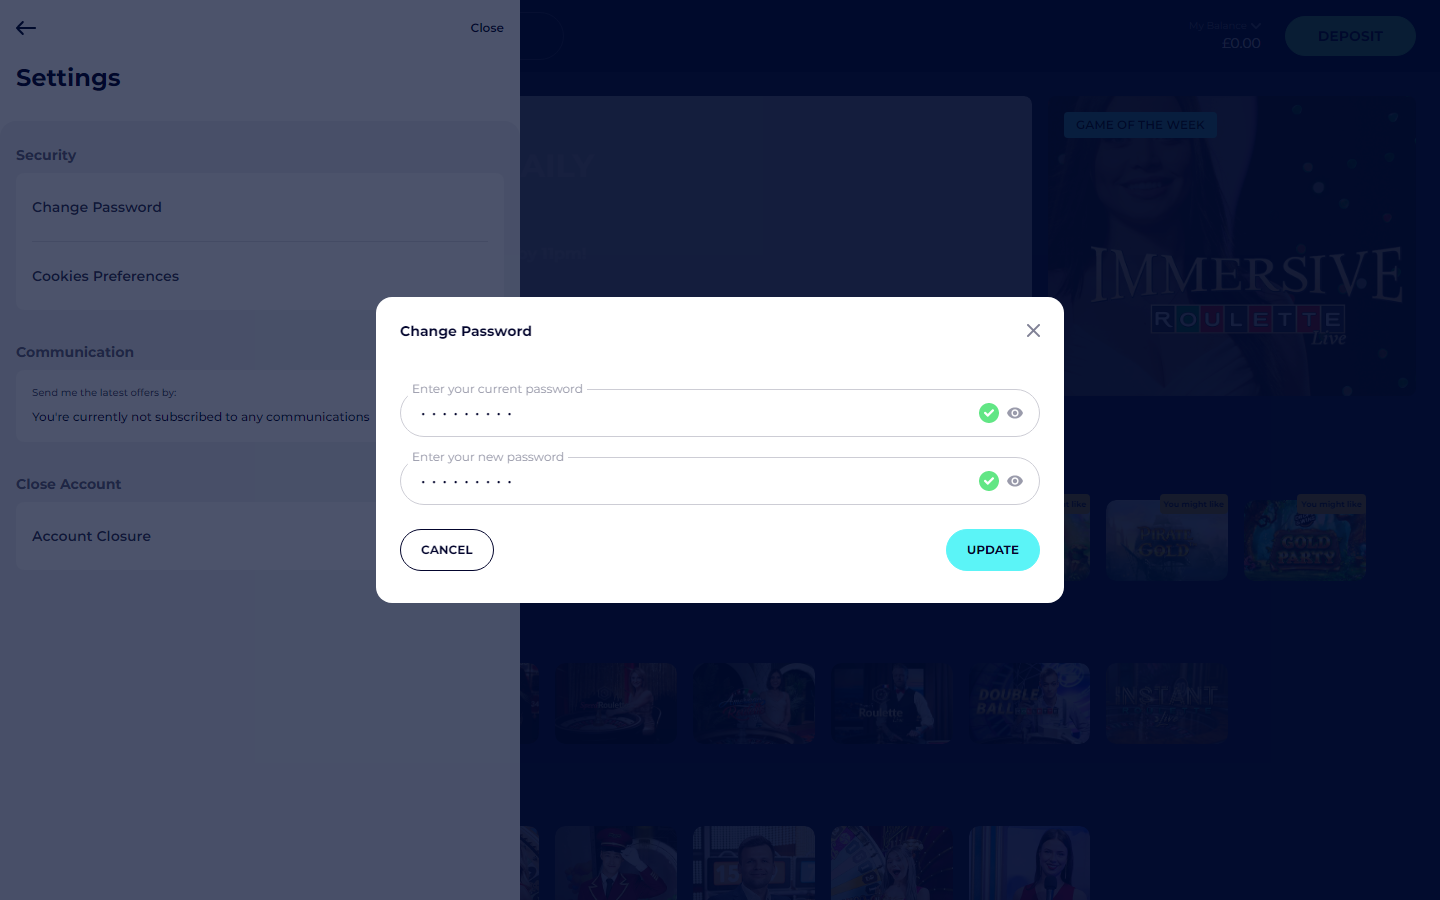 Close
Settings
Security
Change Password
Cookies Preferences
Communication
Send me the latest offers by:
You're currently not subscribed to any communications
Close Account
Account Closure
My Balance
£0.00
DEPOSIT
GAME OF THE WEEK
IMMERSIVE
ROULETTE
Live
Change Password
Enter your current password
• • • • • • • • •
Enter your new password
• • • • • • • • •
CANCEL
UPDATE
You might like
You might like
PIRATE
GOLD
GOLD
PARTY
Roulette
DOUBLE
BALL
INSTANT